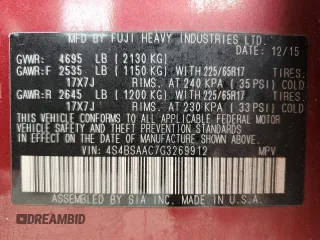 MFD BY FUJI HEAVY INDUSTRIES LTD.
DATE: 12/15
GVWR: 4695 LB (2130 KG)
GAWR:F 2535 LB (1150 KG) WITH 225/65R17 TIRES.
17X7J RIMS. AT 240 KPA (35 PSI) COLD
GAWR:R 2645 LB (1200 KG) WITH 225/65R17 TIRES.
17X7J RIMS. AT 230 KPA (33 PSI) COLD
THIS VEHICLE CONFORMS TO ALL APPLICABLE
FEDERAL MOTOR VEHICLE SAFETY STANDARDS
IN EFFECT ON THE DATE OF MANUFACTURE SHOWN ABOVE.
VIN: 4S4BSAAC7G3269912 MPV
ASSEMBLED BY SIA INC. MADE IN U.S.A.
DREAMBID